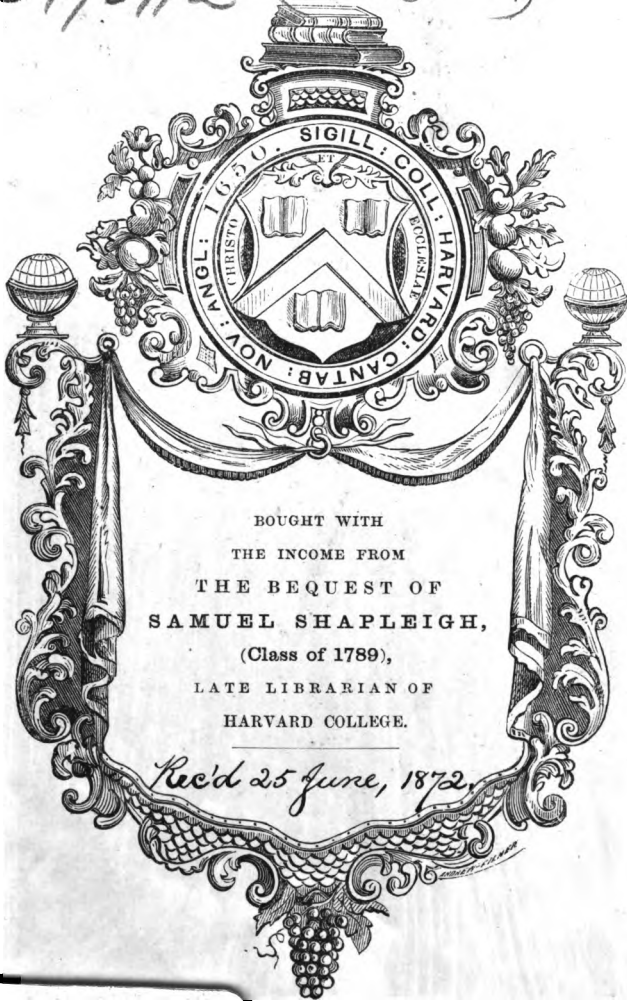 SIGILL: COLL: HARVARD: CANTAB: NOV: ANGL: 1650.
ET
CHRISTO
ECCLESIAE
BOUGHT WITH
THE INCOME FROM
THE BEQUEST OF
SAMUEL SHAPLEIGH,
(Class of 1789),
LATE LIBRARIAN OF
HARVARD COLLEGE.
Rec'd 25 June, 1872.